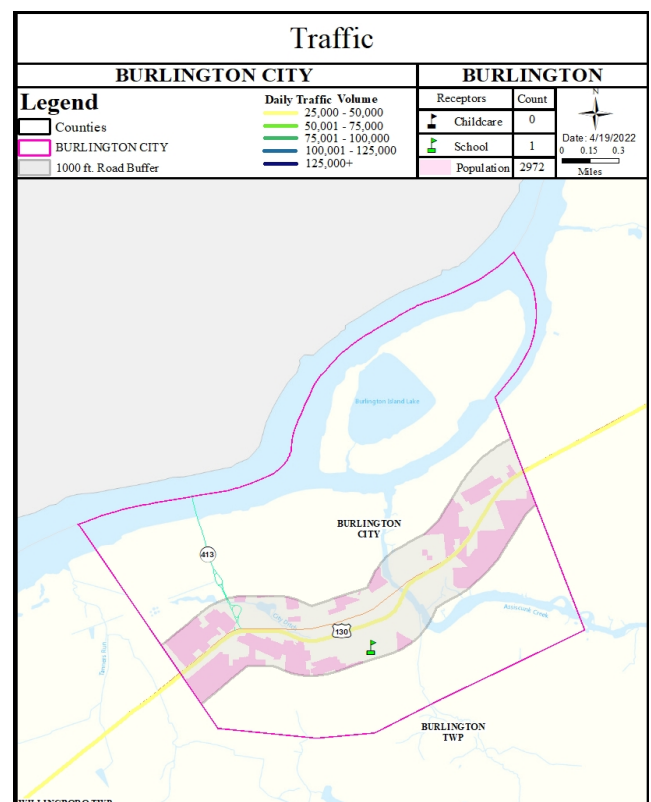 Traffic
BURLINGTON CITY
BURLINGTON
Legend
Counties
BURLINGTON CITY
1000 ft. Road Buffer
Daily Traffic Volume
25,000 - 50,000
50,001 - 75,000
75,001 - 100,000
100,001 - 125,000
125,000+
Receptors Count
Childcare 0
School 1
Population 2972
N
Date: 4/19/2022
0 0.15 0.3
Miles
Burlington Island Lake
BURLINGTON
CITY
413
130
Assiscunk Creek
BURLINGTON
TWP
WILLINGBORO TWP